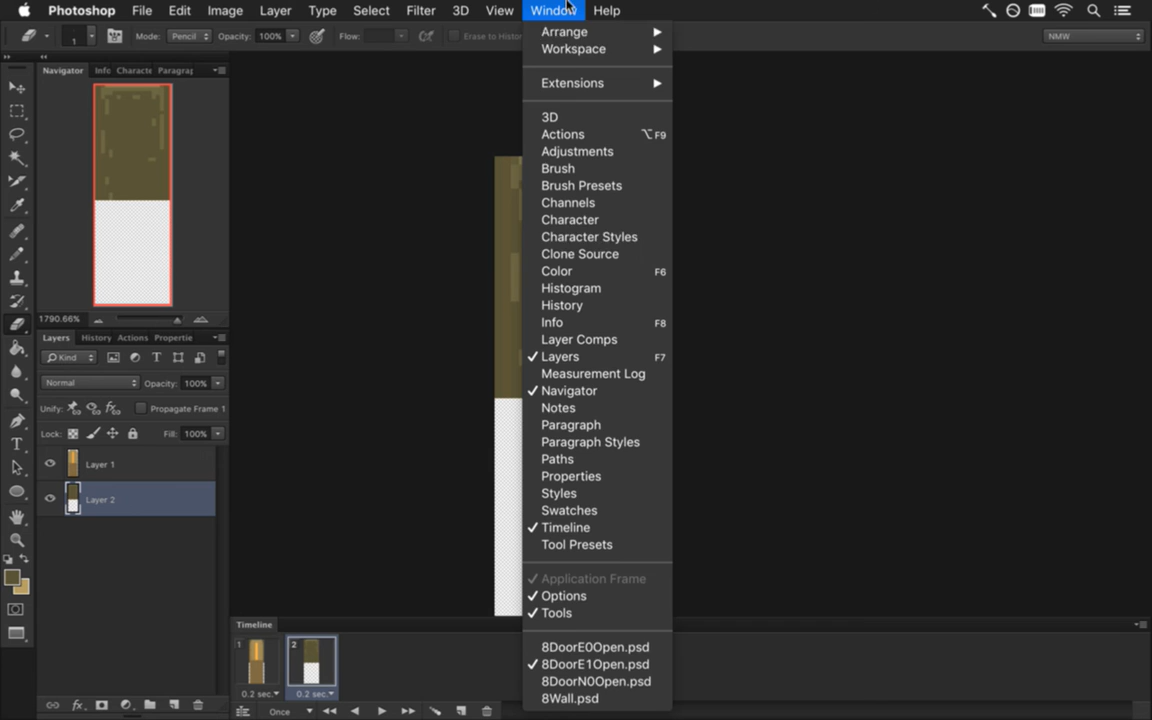 Photoshop File Edit Image Layer Type Select Filter 3D View Window Help
1 Mode: Pencil Opacity: 100% Flow: Erase to History NMW
Navigator Info Characte Paragrap
1790.66%
Layers History Actions Propertie
Kind
Normal Opacity: 100%
Unify: Propagate Frame 1
Lock: Fill: 100%
Layer 1
Layer 2
Arrange
Workspace
Extensions
3D
Actions ⌥F9
Adjustments
Brush
Brush Presets
Channels
Character
Character Styles
Clone Source
Color F6
Histogram
History
Info F8
Layer Comps
Layers F7
Measurement Log
Navigator
Notes
Paragraph
Paragraph Styles
Paths
Properties
Styles
Swatches
Timeline
Tool Presets
Application Frame
Options
Tools
8DoorE0Open.psd
8DoorE1Open.psd
8DoorN0Open.psd
8Wall.psd
Timeline
1 2
0.2 sec. 0.2 sec.
Once